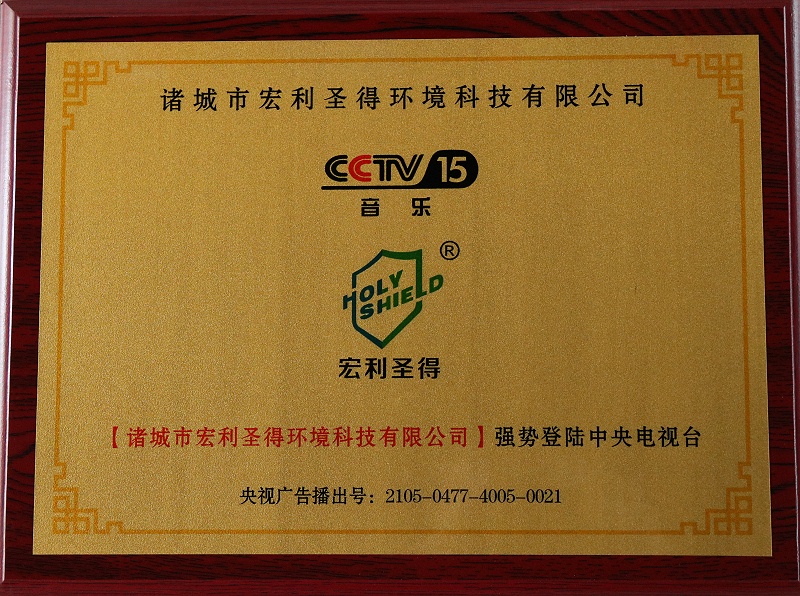 诸城市宏利圣得环境科技有限公司
CCTV 15
音乐
®
HOLY
SHIELD
宏利圣得
【诸城市宏利圣得环境科技有限公司】强势登陆中央电视台
央视广告播出号：2105-0477-4005-0021